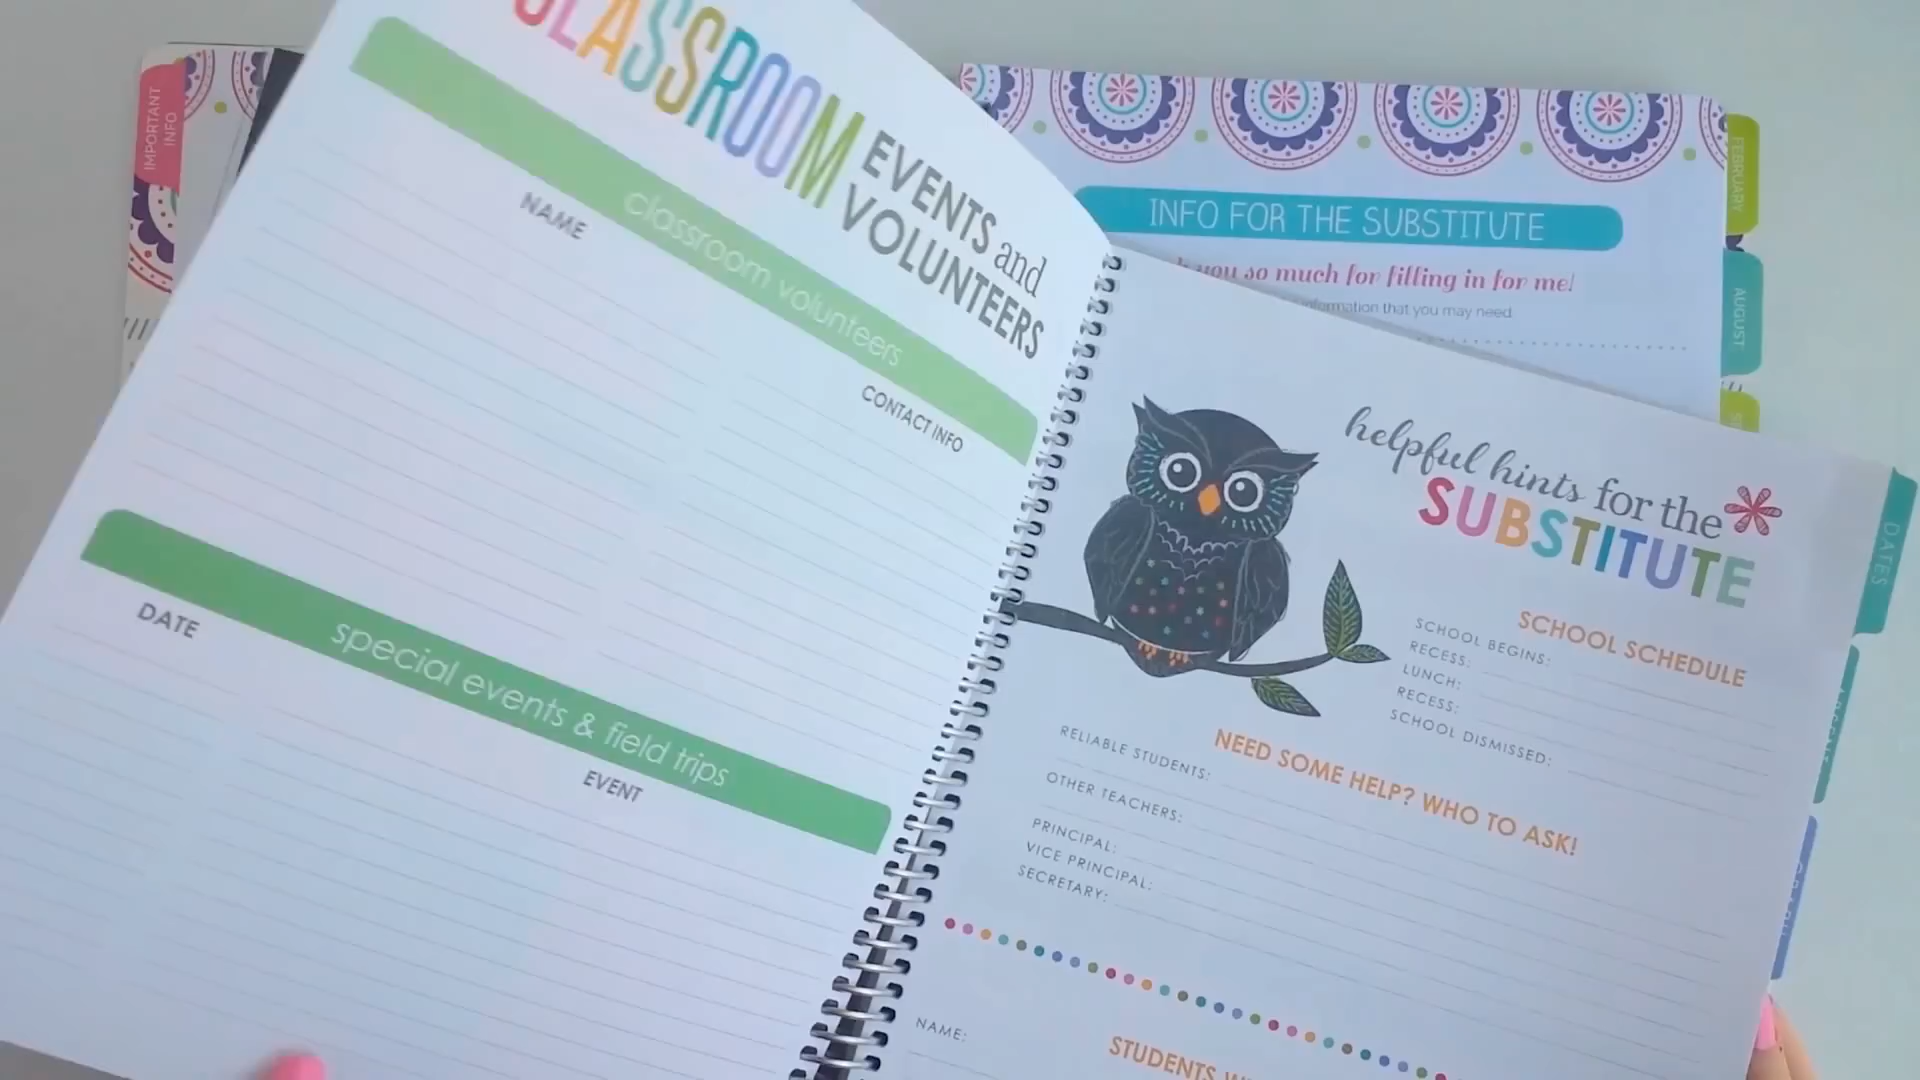 IMPORTANT
INFO
CLASSROOM
EVENTS and
VOLUNTEERS
classroom volunteers
NAME
CONTACT INFO
special events & field trips
DATE
EVENT
INFO FOR THE SUBSTITUTE
you so much for filling in for me!
information that you may need.
FEBRUARY
AUGUST
helpful hints for the
SUBSTITUTE
SCHOOL SCHEDULE
SCHOOL BEGINS:
RECESS:
LUNCH:
RECESS:
SCHOOL DISMISSED:
NEED SOME HELP? WHO TO ASK!
RELIABLE STUDENTS:
OTHER TEACHERS:
PRINCIPAL:
VICE PRINCIPAL:
SECRETARY:
NAME:
STUDENTS
DATES